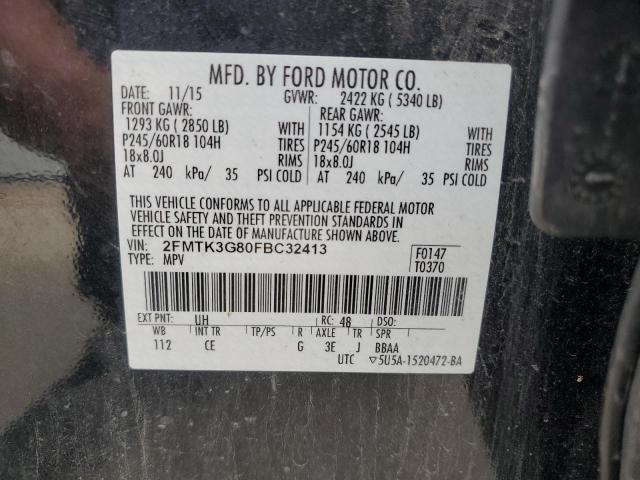 MFD. BY FORD MOTOR CO.
DATE: 11/15 GVWR: 2422 KG ( 5340 LB)
FRONT GAWR: REAR GAWR:
1293 KG ( 2850 LB) WITH 1154 KG ( 2545 LB) WITH
P245/60R18 104H TIRES P245/60R18 104H TIRES
18x8.0J RIMS 18x8.0J RIMS
AT 240 kPa/ 35 PSI COLD AT 240 kPa/ 35 PSI COLD
THIS VEHICLE CONFORMS TO ALL APPLICABLE FEDERAL MOTOR
VEHICLE SAFETY AND THEFT PREVENTION STANDARDS IN
EFFECT ON THE DATE OF MANUFACTURE SHOWN ABOVE.
VIN: 2FMTK3G80FBC32413 F0147
TYPE: MPV T0370
EXT PNT: UH RC: 48 DSO:
WB INT TR TP/PS R AXLE TR SPR
112 CE G 3E J BBAA
UTC ▽5U5A-1520472-BA